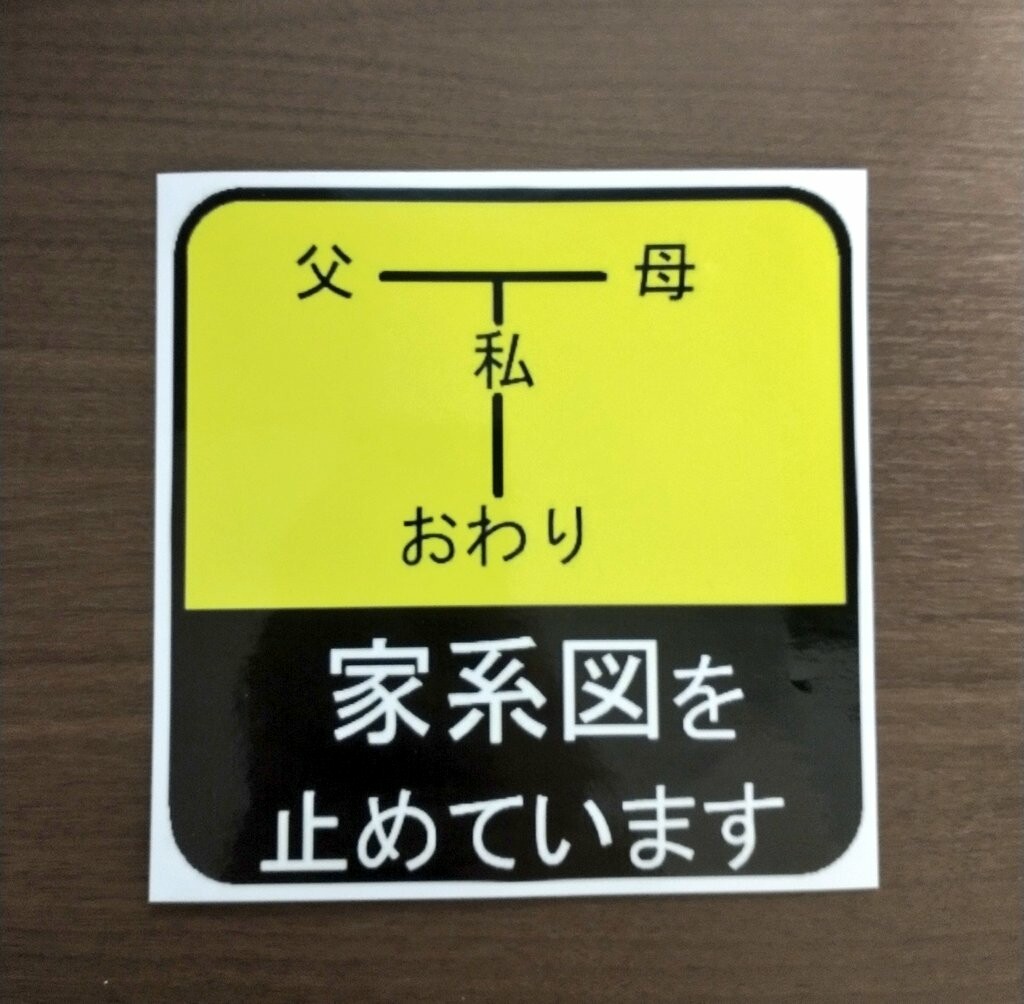 父 母
私
おわり
家系図を
止めています